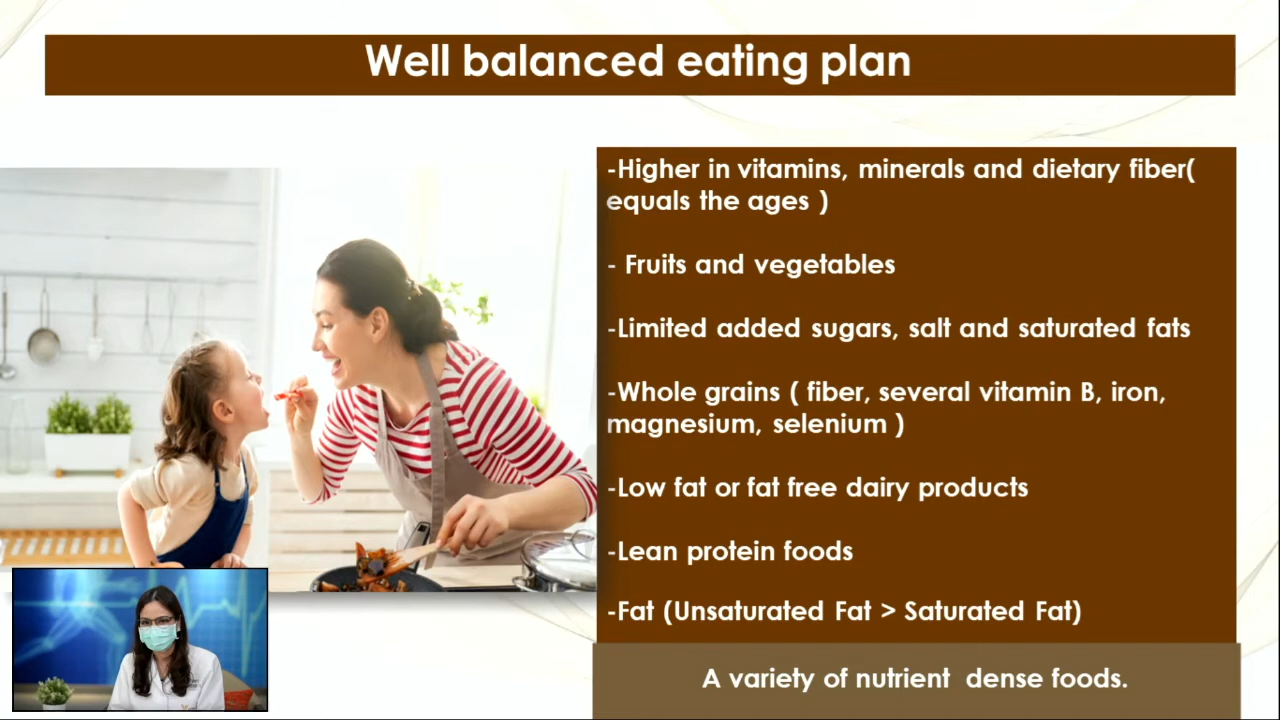 Well balanced eating plan
-Higher in vitamins, minerals and dietary fiber(
equals the ages )
- Fruits and vegetables
-Limited added sugars, salt and saturated fats
-Whole grains ( fiber, several vitamin B, iron,
magnesium, selenium )
-Low fat or fat free dairy products
-Lean protein foods
-Fat (Unsaturated Fat > Saturated Fat)
A variety of nutrient  dense foods.